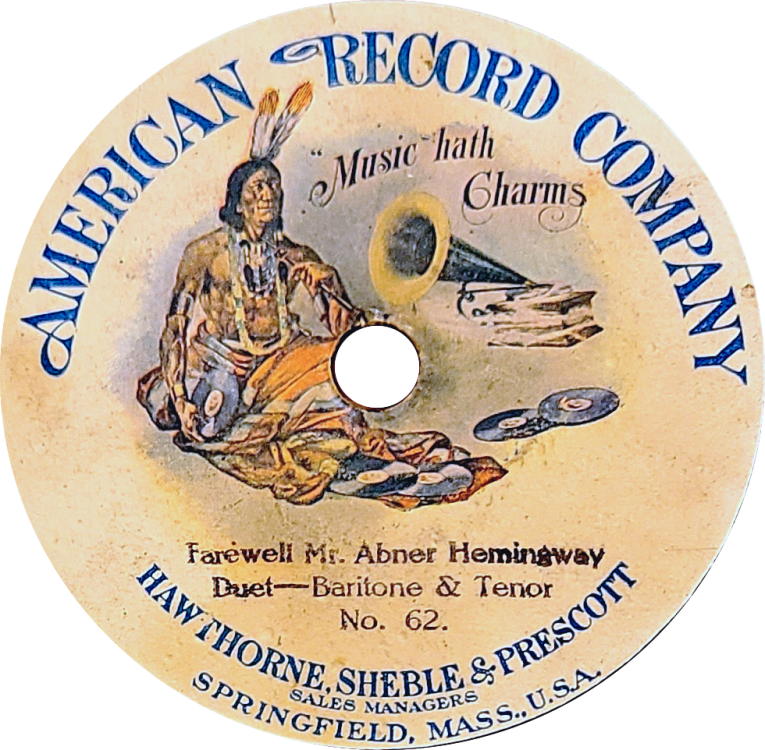 AMERICAN RECORD COMPANY
"Music hath
Charms
Farewell Mr. Abner Hemingway
Duet—Baritone & Tenor
No. 62.
HAWTHORNE, SHEBLE & PRESCOTT
SALES MANAGERS
SPRINGFIELD, MASS., U.S.A.